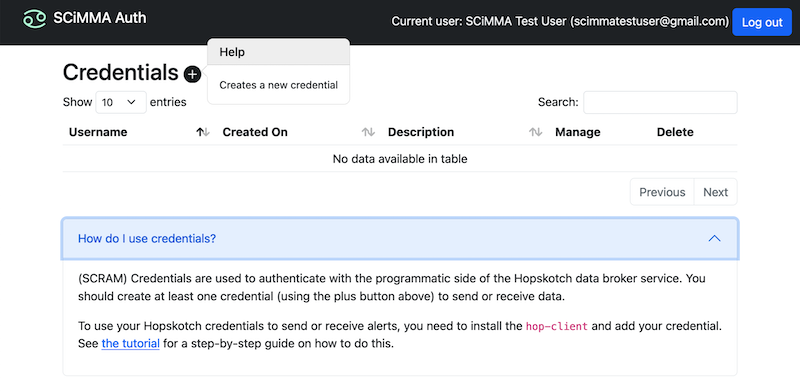 SCiMMA Auth
Current user: SCiMMA Test User (scimmatestuser@gmail.com) Log out
Help
Credentials
Creates a new credential
Show 10 entries Search:
Username Created On Description Manage Delete
No data available in table
Previous Next
How do I use credentials?
(SCRAM) Credentials are used to authenticate with the programmatic side of the Hopskotch data broker service. You
should create at least one credential (using the plus button above) to send or receive data.
To use your Hopskotch credentials to send or receive alerts, you need to install the hop-client and add your credential.
See the tutorial for a step-by-step guide on how to do this.